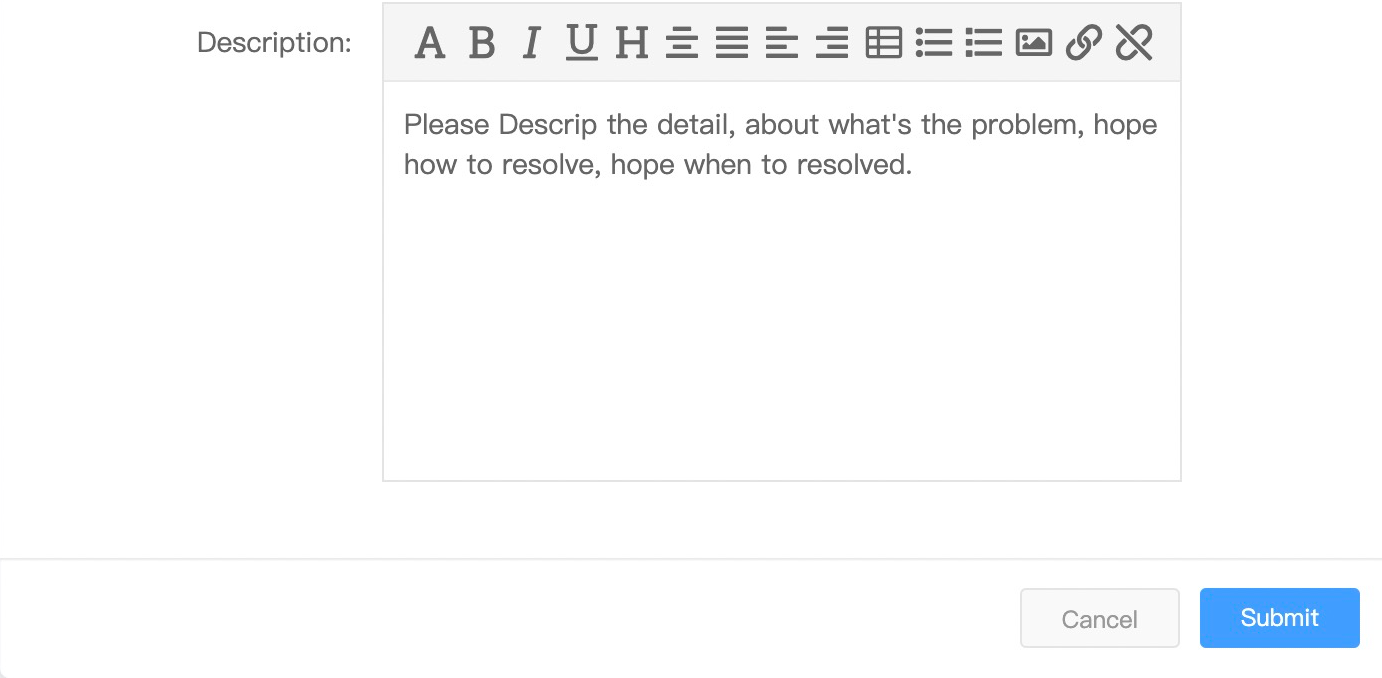 Description:
A B I U H
Please Descrip the detail, about what's the problem, hope
how to resolve, hope when to resolved.
Cancel
Submit